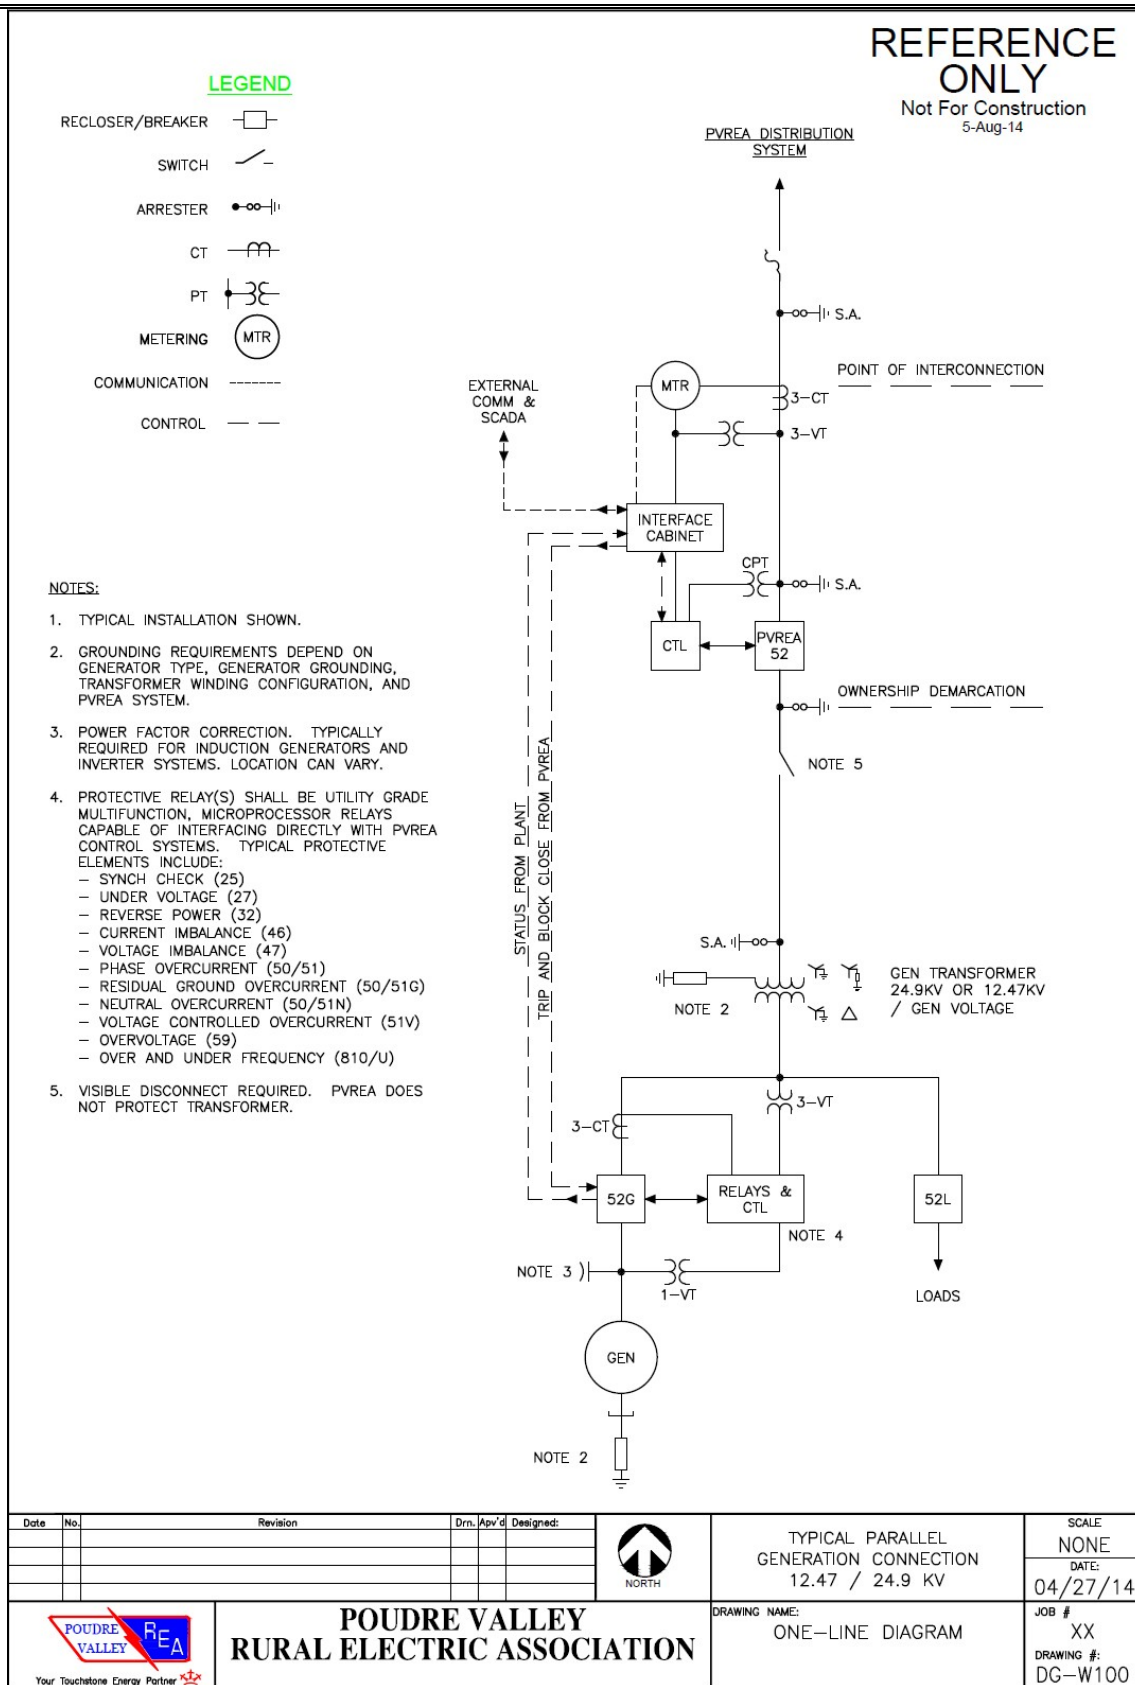 REFERENCE
ONLY
Not For Construction
5-Aug-14
LEGEND
RECLOSER/BREAKER
SWITCH
ARRESTER
CT
PT
METERING
MTR
COMMUNICATION
CONTROL
PVREA DISTRIBUTION
SYSTEM
S.A.
POINT OF INTERCONNECTION
MTR
3-CT
3-VT
EXTERNAL
COMM &
SCADA
INTERFACE
CABINET
CPT
S.A.
CTL
PVREA
52
OWNERSHIP DEMARCATION
NOTE 5
STATUS FROM PLANT
TRIP AND BLOCK CLOSE FROM PVREA
NOTES:
1. TYPICAL INSTALLATION SHOWN.
2. GROUNDING REQUIREMENTS DEPEND ON
GENERATOR TYPE, GENERATOR GROUNDING,
TRANSFORMER WINDING CONFIGURATION, AND
PVREA SYSTEM.
3. POWER FACTOR CORRECTION. TYPICALLY
REQUIRED FOR INDUCTION GENERATORS AND
INVERTER SYSTEMS. LOCATION CAN VARY.
4. PROTECTIVE RELAY(S) SHALL BE UTILITY GRADE
MULTIFUNCTION, MICROPROCESSOR RELAYS
CAPABLE OF INTERFACING DIRECTLY WITH PVREA
CONTROL SYSTEMS. TYPICAL PROTECTIVE
ELEMENTS INCLUDE:
- SYNCH CHECK (25)
- UNDER VOLTAGE (27)
- REVERSE POWER (32)
- CURRENT IMBALANCE (46)
- VOLTAGE IMBALANCE (47)
- PHASE OVERCURRENT (50/51)
- RESIDUAL GROUND OVERCURRENT (50/51G)
- NEUTRAL OVERCURRENT (50/51N)
- VOLTAGE CONTROLLED OVERCURRENT (51V)
- OVERVOLTAGE (59)
- OVER AND UNDER FREQUENCY (810/U)
5. VISIBLE DISCONNECT REQUIRED. PVREA DOES
NOT PROTECT TRANSFORMER.
S.A.
NOTE 2
GEN TRANSFORMER
24.9KV OR 12.47KV
/ GEN VOLTAGE
3-VT
3-CT
52G
RELAYS &
CTL
52L
NOTE 4
NOTE 3
1-VT
LOADS
GEN
NOTE 2
Date No. Revision Drn. Apv'd Designed:
NORTH
TYPICAL PARALLEL
GENERATION CONNECTION
12.47 / 24.9 KV
SCALE
NONE
DATE:
04/27/14
POUDRE
VALLEY
REA
Your Touchstone Energy Partner
POUDRE VALLEY
RURAL ELECTRIC ASSOCIATION
DRAWING NAME:
ONE-LINE DIAGRAM
JOB #
XX
DRAWING #:
DG-W100